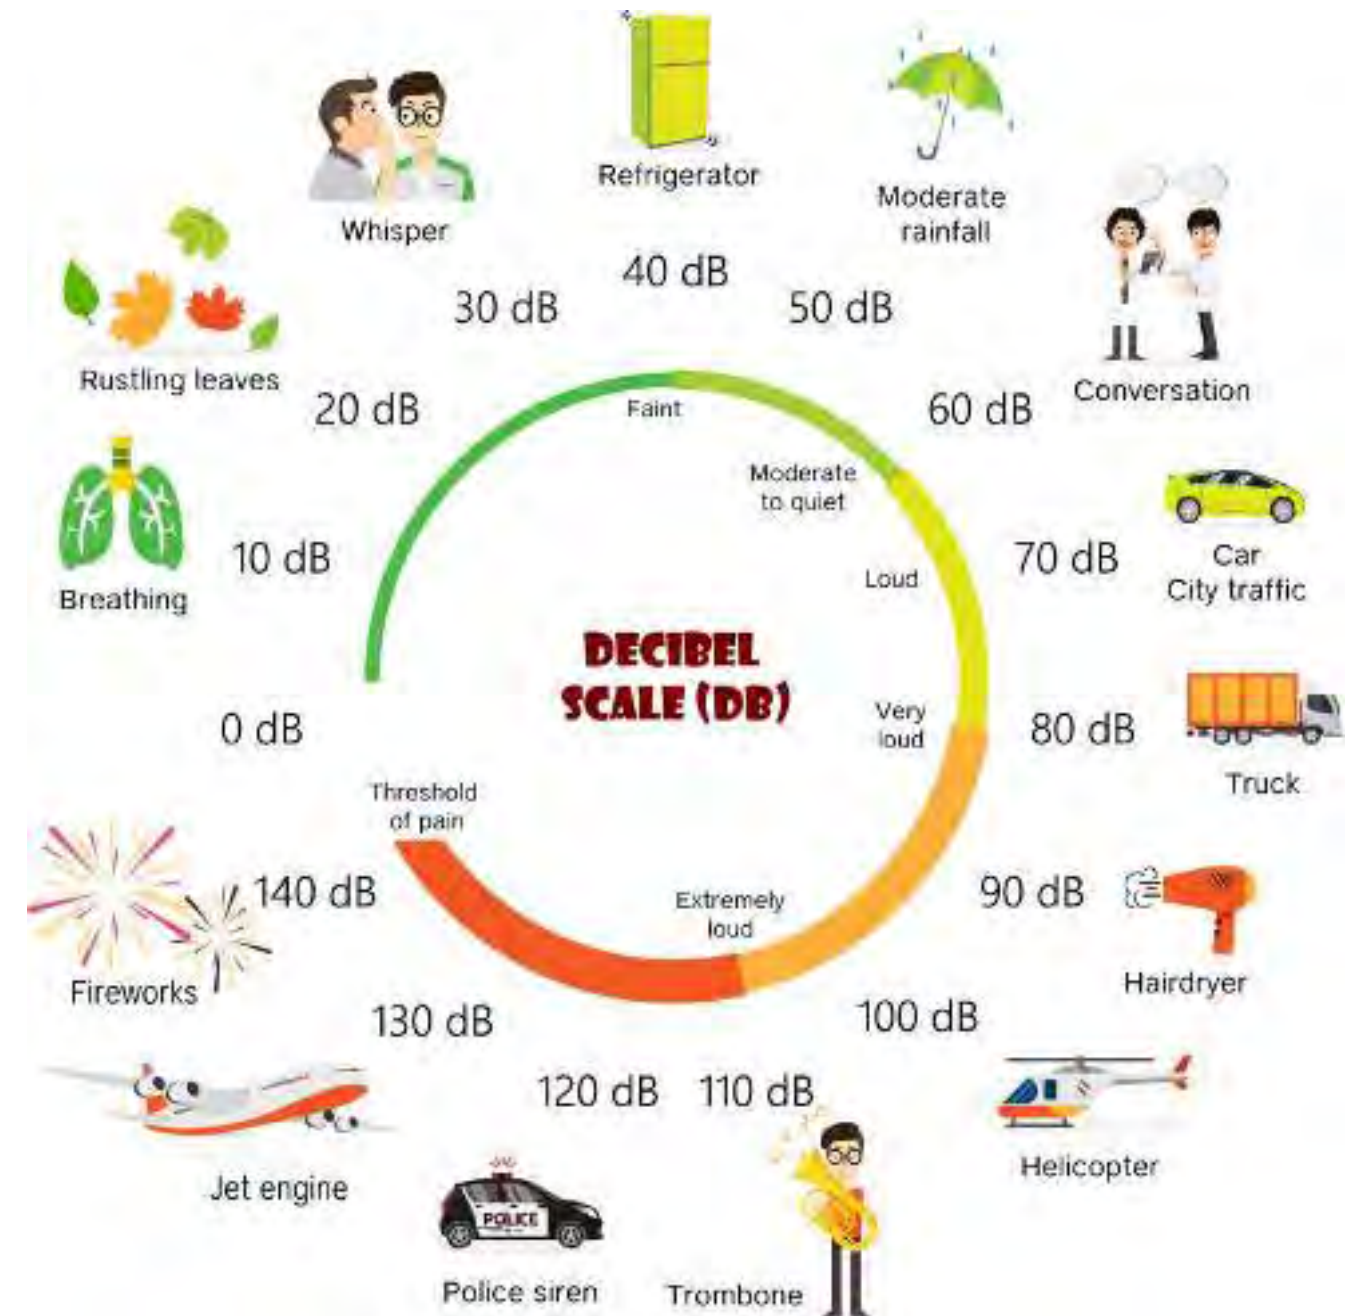 Refrigerator
Moderate
rainfall
Whisper
40 dB
30 dB
50 dB
Rustling leaves
Conversation
20 dB
60 dB
Faint
Moderate
to quiet
10 dB
70 dB
Car
City traffic
Breathing
Loud
DECIBEL
SCALE (DB)
0 dB
Very
loud
80 dB
Truck
Threshold
of pain
140 dB
Extremely
loud
90 dB
Fireworks
Hairdryer
130 dB
100 dB
120 dB
110 dB
Jet engine
Helicopter
POLICE
Police siren
Trombone